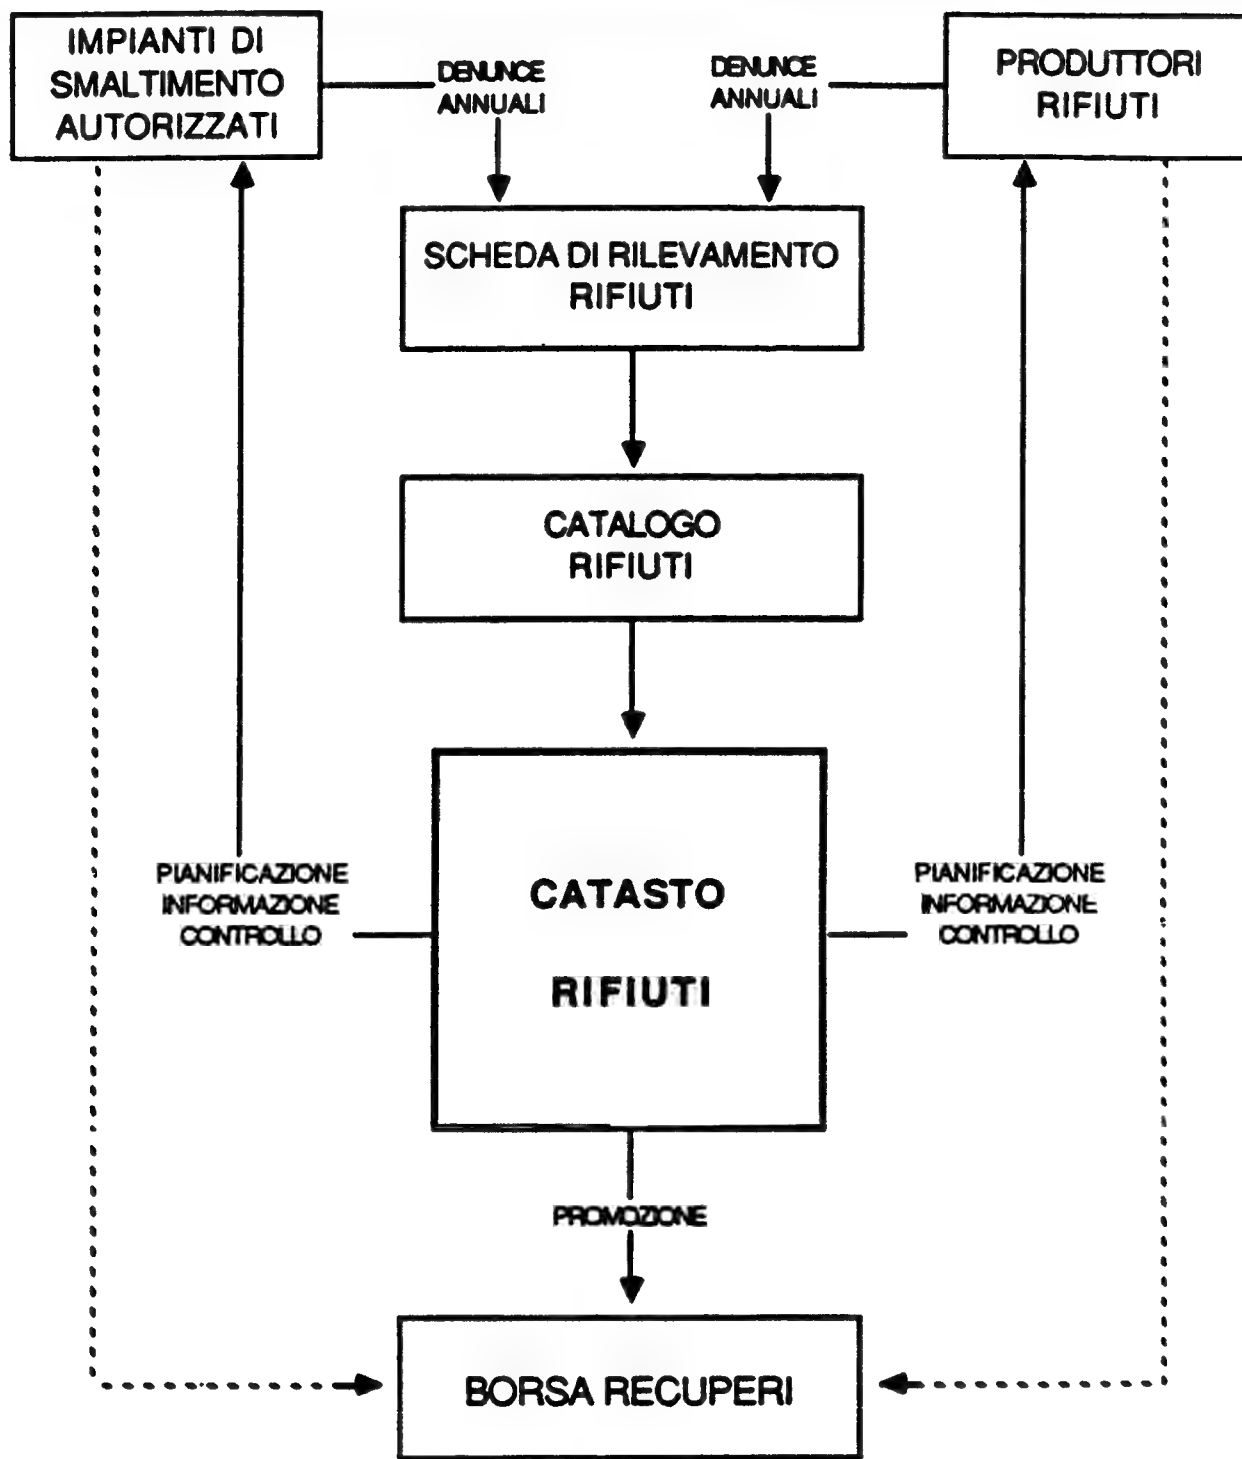 IMPIANTI DI
SMALTIMENTO
AUTORIZZATI
DENUNCE
ANNUALI
DENUNCE
ANNUALI
PRODUTTORI
RIFIUTI
SCHEDA DI RILEVAMENTO
RIFIUTI
CATALOGO
RIFIUTI
PIANIFICAZIONE
INFORMAZIONE
CONTROLLO
CATASTO
RIFIUTI
PIANIFICAZIONE
INFORMAZIONE
CONTROLLO
PROMOZIONE
BORSA RECUPERI